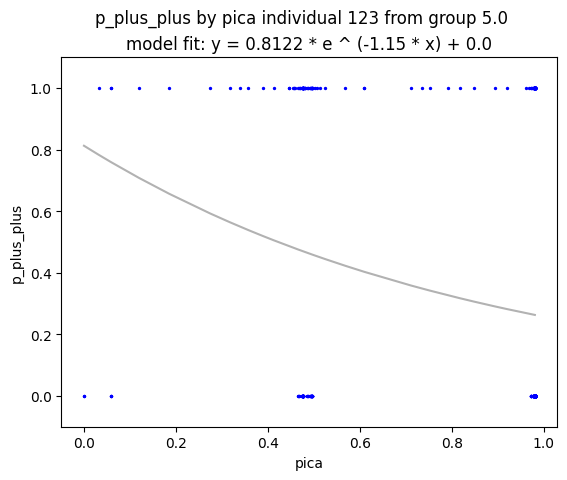 p_plus_plus by pica individual 123 from group 5.0
model fit: y = 0.8122 * e ^ (-1.15 * x) + 0.0
1.0
0.8
0.6
0.4
0.2
0.0
p_plus_plus
0.0 0.2 0.4 0.6 0.8 1.0
pica